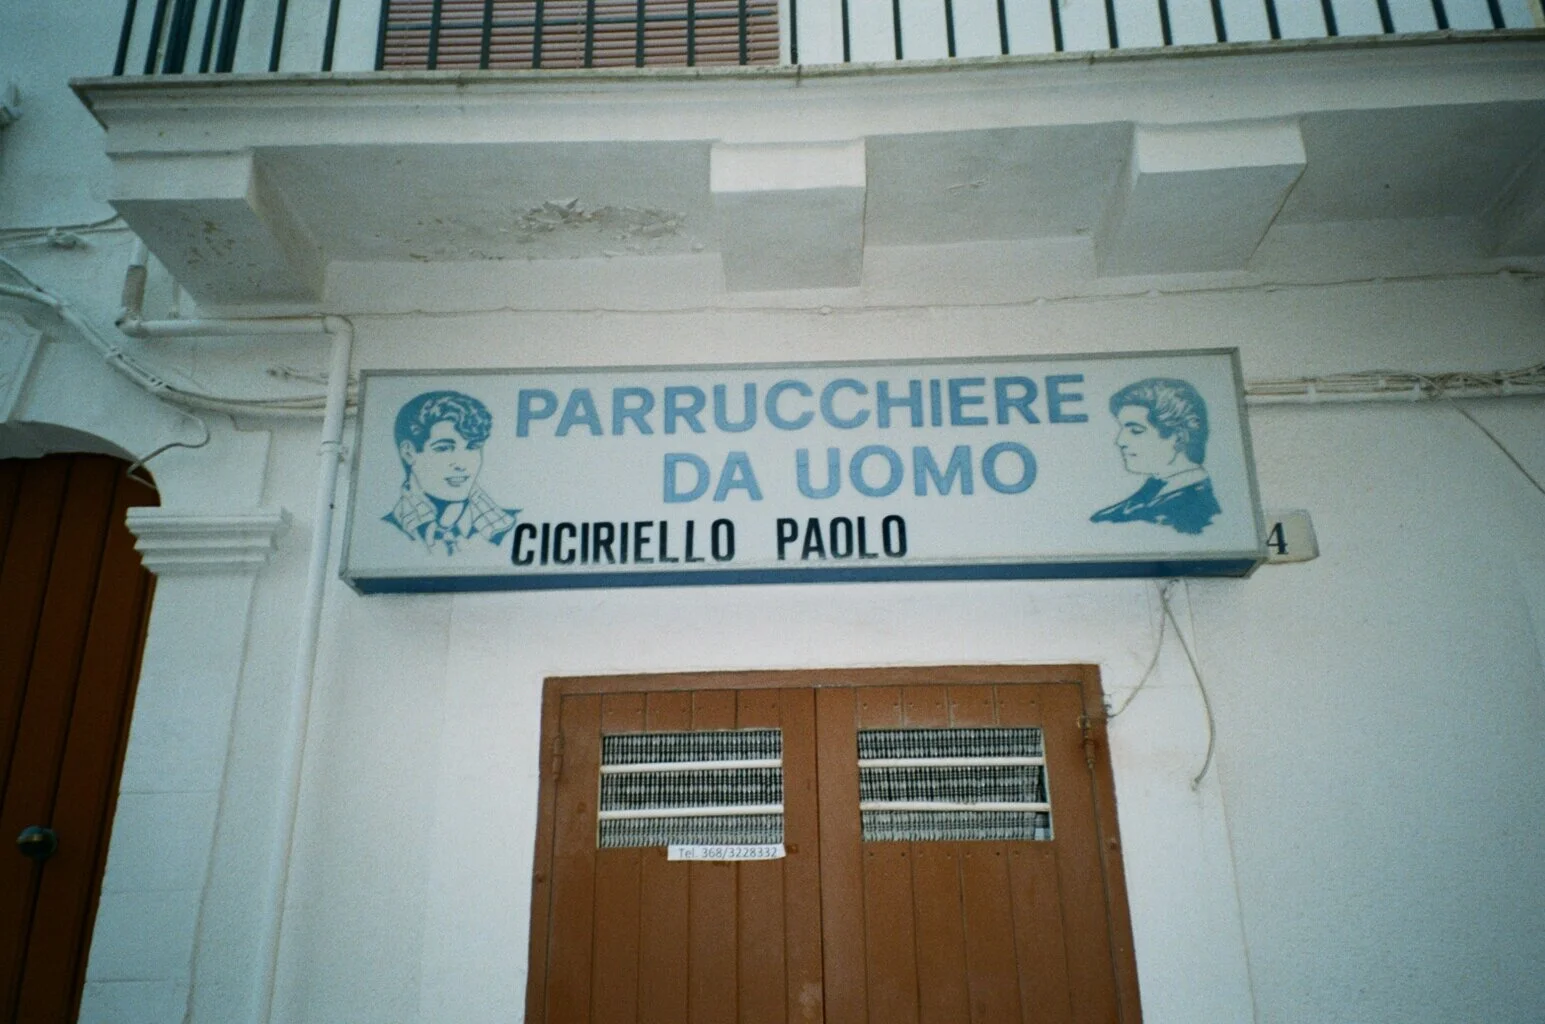 PARRUCCHIERE
DA UOMO
CICIRIELLO PAOLO
4
Tel. 368/3228332